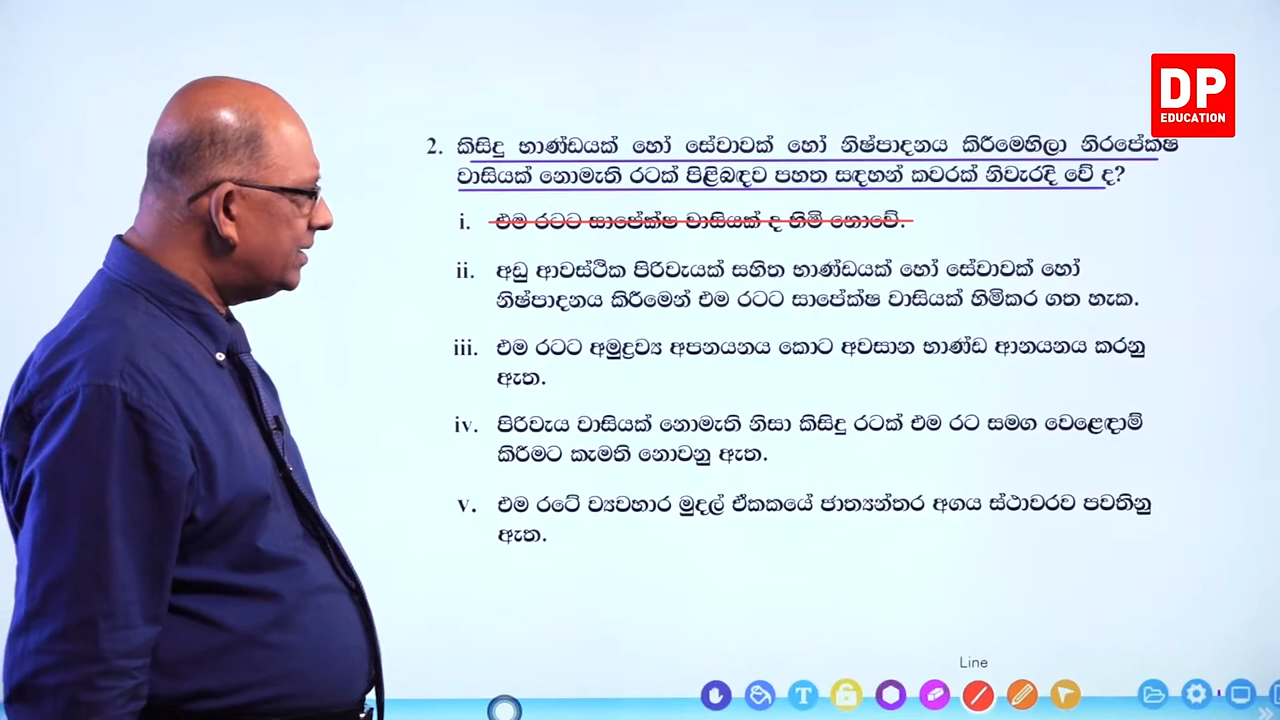 DP
EDUCATION
2. කිසිදු භාණ්ඩයක් හෝ සේවාවක් හෝ නිෂ්පාදනය කිරීමෙහිලා නිරපේක්ෂ
වාසියක් නොමැති රටක් පිළිබඳව පහත සඳහන් කවරක් නිවැරදි වේ ද?
i. එම රටට සාපේක්ෂ වාසියක් ද හිමි නොවේ.
ii. අඩු ආවස්ථික පිරිවැයක් සහිත භාණ්ඩයක් හෝ සේවාවක් හෝ
නිෂ්පාදනය කිරීමෙන් එම රටට සාපේක්ෂ වාසියක් හිමිකර ගත හැක.
iii. එම රටට අමුද්‍රව්‍ය අපනයනය කොට අවසාන භාණ්ඩ ආනයනය කරනු
ඇත.
iv. පිරිවැය වාසියක් නොමැති නිසා කිසිදු රටක් එම රට සමග වෙළෙඳාම්
කිරීමට කැමති නොවනු ඇත.
v. එම රටේ ව්‍යවහාර මුදල් ඒකකයේ ජාත්‍යන්තර අගය ස්ථාවරව පවතිනු
ඇත.
Line